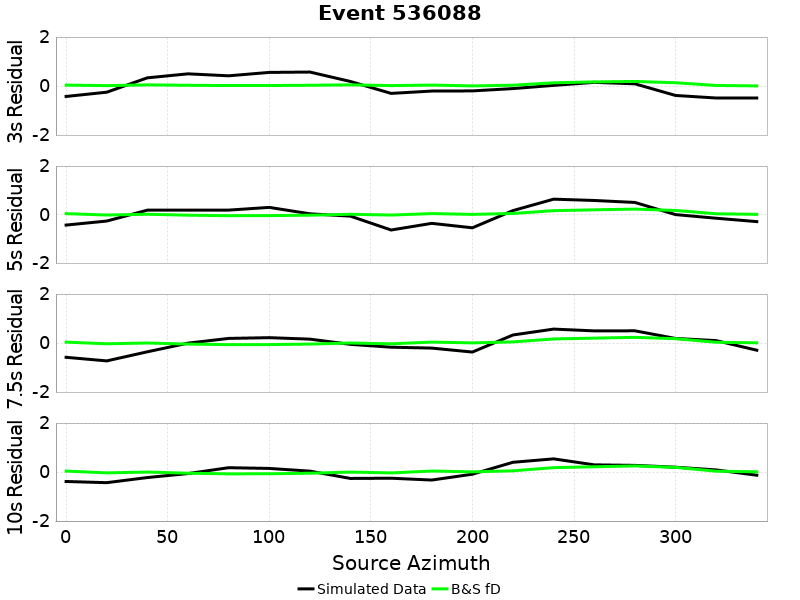 Event 536088
2
0
-2
3s Residual
2
0
-2
5s Residual
2
0
-2
7.5s Residual
2
0
-2
10s Residual
0 50 100 150 200 250 300
Source Azimuth
Simulated Data B&S fD